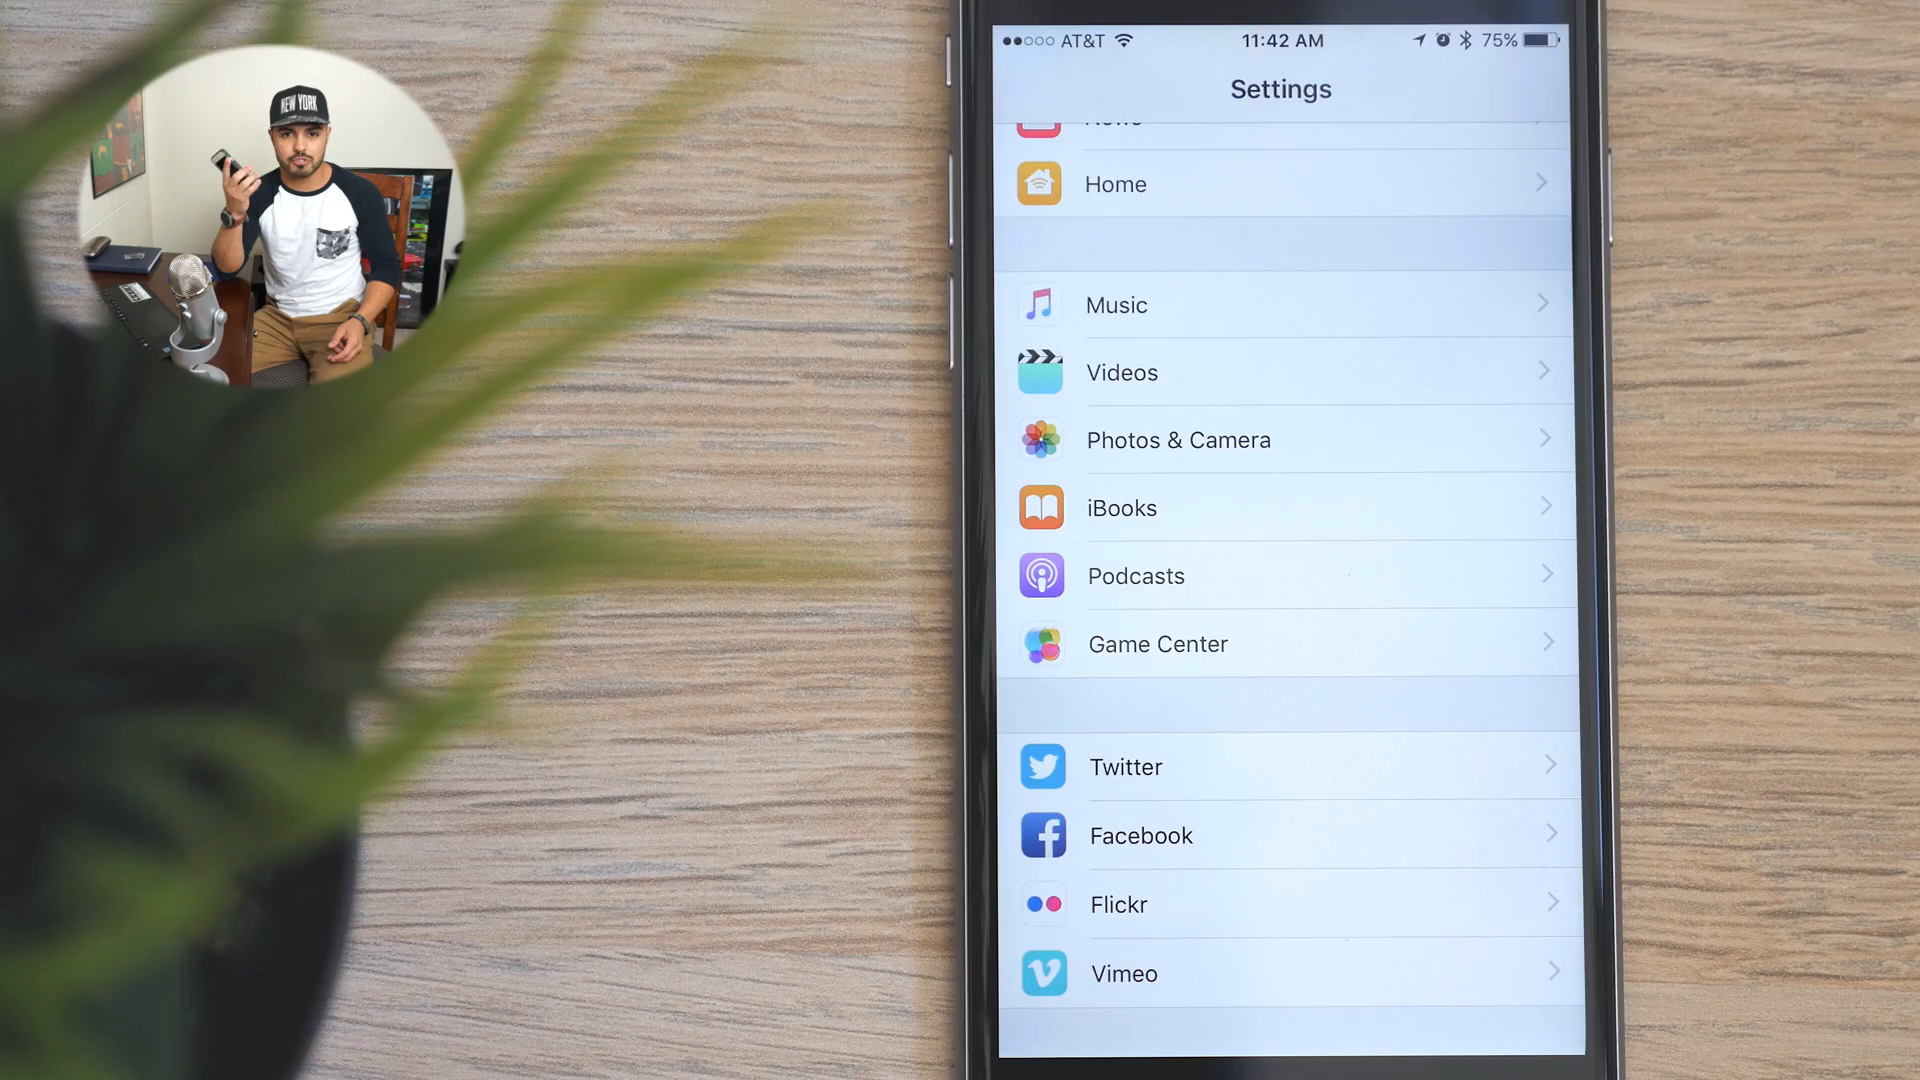 AT&T 11:42 AM 75%
Settings
News
Home
Music
Videos
Photos & Camera
iBooks
Podcasts
Game Center
Twitter
Facebook
Flickr
Vimeo
NEW YORK